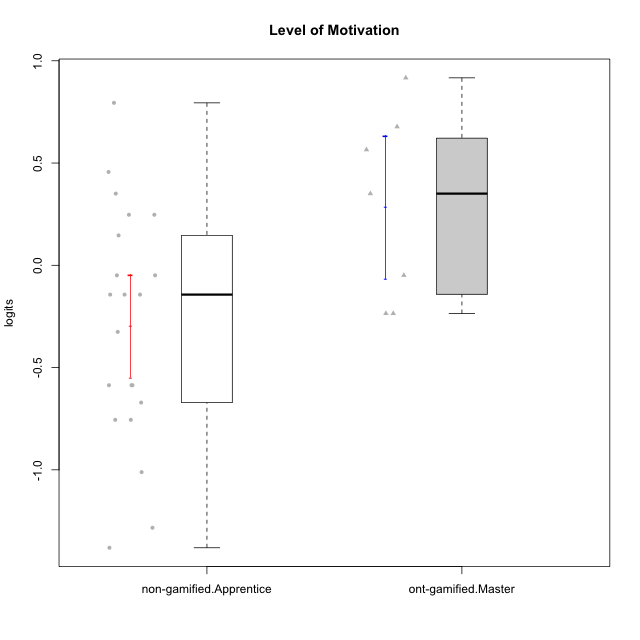 Level of Motivation
logits
1.0
0.5
0.0
-0.5
-1.0
non-gamified.Apprentice
ont-gamified.Master